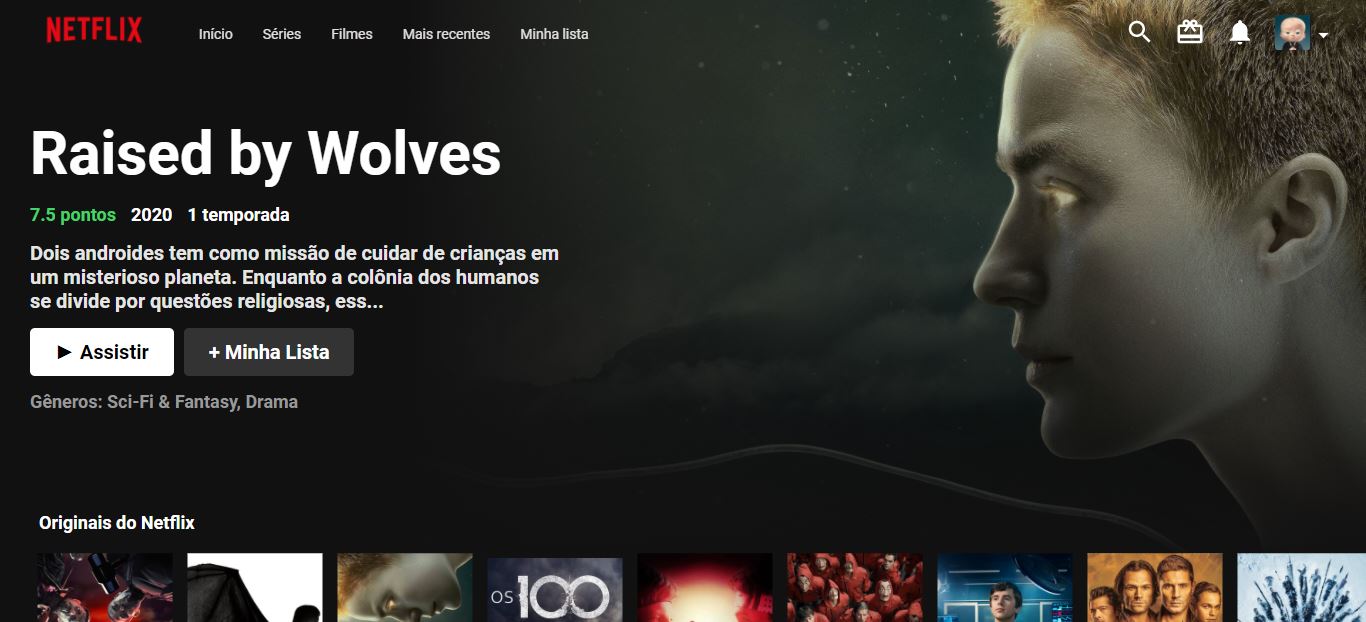 NETFLIX
Início Séries Filmes Mais recentes Minha lista
Raised by Wolves
7.5 pontos 2020 1 temporada
Dois androides tem como missão de cuidar de crianças em
um misterioso planeta. Enquanto a colônia dos humanos
se divide por questões religiosas, ess...
► Assistir + Minha Lista
Gêneros: Sci-Fi & Fantasy, Drama
Originais do Netflix
OS 100